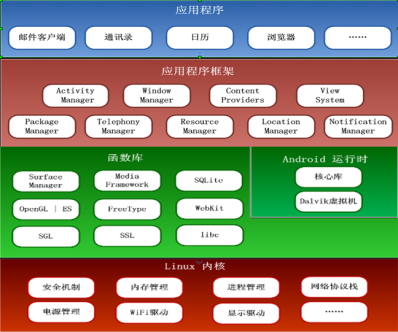 应用程序
邮件客户端 通讯录 日历 浏览器 ……
应用程序框架
Activity Manager Window Manager Content Providers View System
Package Manager Telephony Manager Resource Manager Location Manager Notification Manager
函数库
Surface Manager Media Framework SQLite
OpenGL | ES FreeType WebKit
SGL SSL libc
Android 运行时
核心库
Dalvik虚拟机
Linux 内核
安全机制 内存管理 进程管理 网络协议栈
电源管理 WiFi驱动 显示驱动 ……